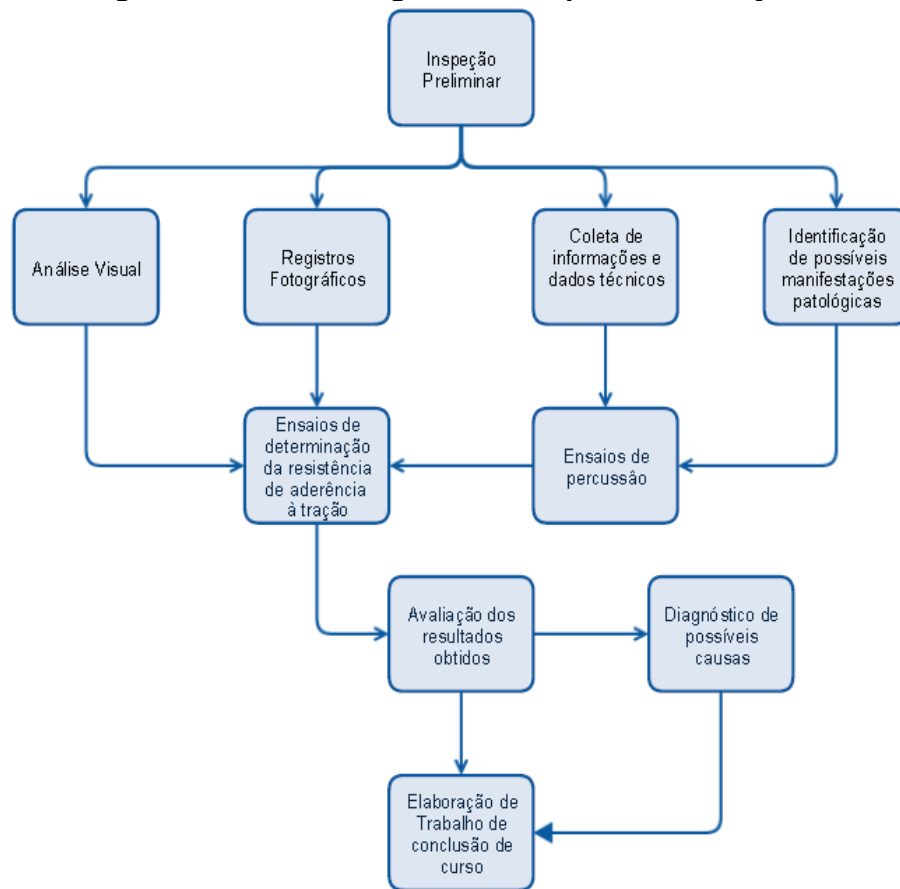 Inspeção
Preliminar
Análise Visual
Registros
Fotográficos
Coleta de
informações e
dados técnicos
Identificação
de possíveis
manifestações
patológicas
Ensaios de
determinação
da resistência
de aderência
à tração
Ensaios de
percussão
Avaliação dos
resultados
obtidos
Diagnóstico de
possíveis
causas
Elaboração de
Trabalho de
conclusão de
curso